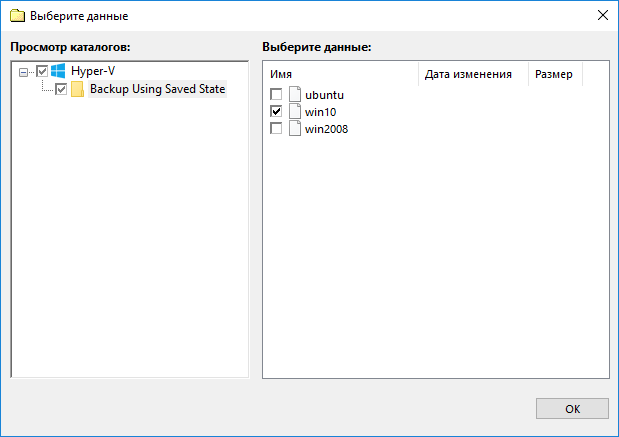 Выберите данные
Просмотр каталогов:
Hyper-V
Backup Using Saved State
Выберите данные:
Имя Дата изменения Размер
ubuntu
win10
win2008
OK